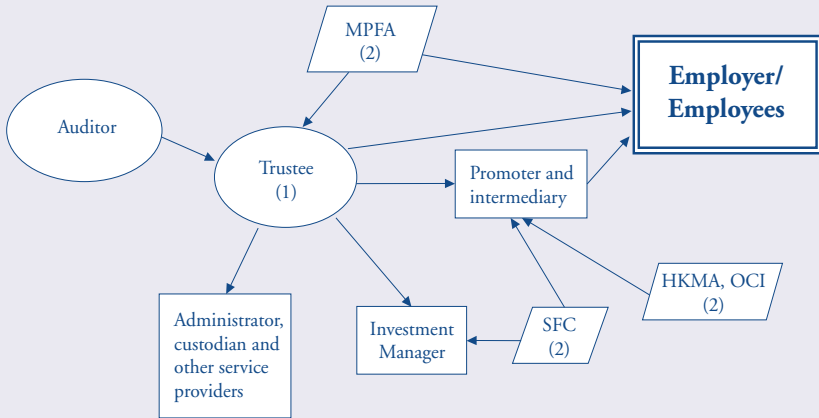 MPFA
(2)
Employer/
Employees
Auditor
Trustee
(1)
Promoter and
intermediary
HKMA, OCI
(2)
Administrator,
custodian and
other service
providers
Investment
Manager
SFC
(2)